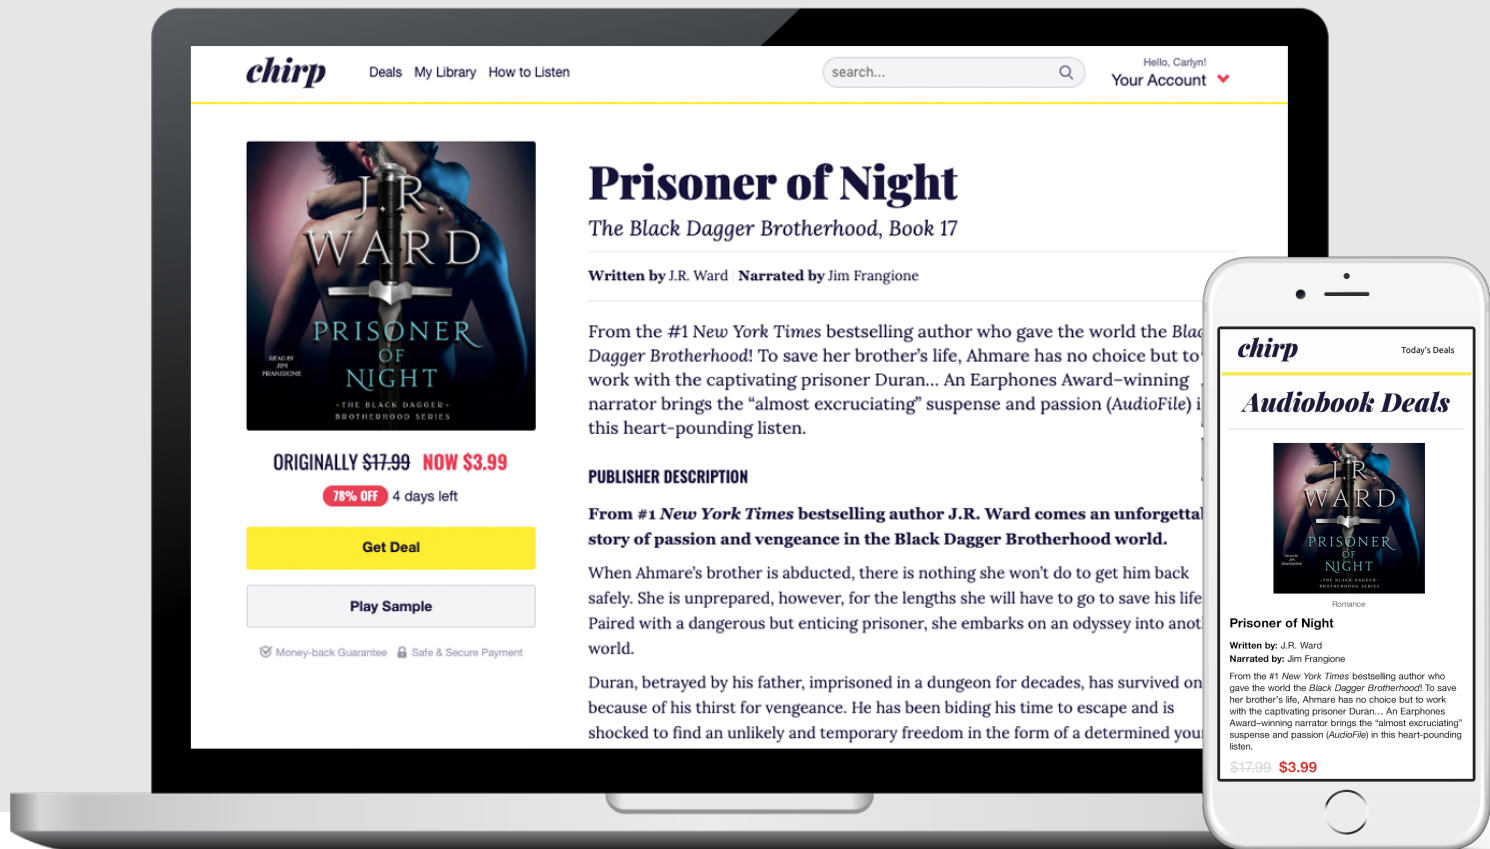 chirp
Deals My Library How to Listen
search...
Hello, Carlyn!
Your Account
J.R.
WARD
PRISONER
OF
NIGHT
READ BY
JIM
FRANGIONE
-THE BLACK DAGGER-
BROTHERHOOD SERIES
ORIGINALLY $17.99 NOW $3.99
78% OFF 4 days left
Get Deal
Play Sample
Money-back Guarantee Safe & Secure Payment
Prisoner of Night
The Black Dagger Brotherhood, Book 17
Written by J.R. Ward | Narrated by Jim Frangione
From the #1 New York Times bestselling author who gave the world the Blac
Dagger Brotherhood! To save her brother's life, Ahmare has no choice but to
work with the captivating prisoner Duran... An Earphones Award–winning
narrator brings the “almost excruciating” suspense and passion (AudioFile) i
this heart-pounding listen.
PUBLISHER DESCRIPTION
From #1 New York Times bestselling author J.R. Ward comes an unforgettal
story of passion and vengeance in the Black Dagger Brotherhood world.
When Ahmare's brother is abducted, there is nothing she won't do to get him back
safely. She is unprepared, however, for the lengths she will have to go to save his life
Paired with a dangerous but enticing prisoner, she embarks on an odyssey into anot
world.
Duran, betrayed by his father, imprisoned in a dungeon for decades, has survived on
because of his thirst for vengeance. He has been biding his time to escape and is
shocked to find an unlikely and temporary freedom in the form of a determined you
chirp
Today's Deals
Audiobook Deals
J.R.
WARD
PRISONER
OF
NIGHT
READ BY
JIM
FRANGIONE
-THE BLACK DAGGER-
BROTHERHOOD SERIES
Romance
Prisoner of Night
Written by: J.R. Ward
Narrated by: Jim Frangione
From the #1 New York Times bestselling author who
gave the world the Black Dagger Brotherhood! To save
her brother's life, Ahmare has no choice but to work
with the captivating prisoner Duran... An Earphones
Award–winning narrator brings the “almost excruciating”
suspense and passion (AudioFile) in this heart-pounding
listen.
$17.99 $3.99